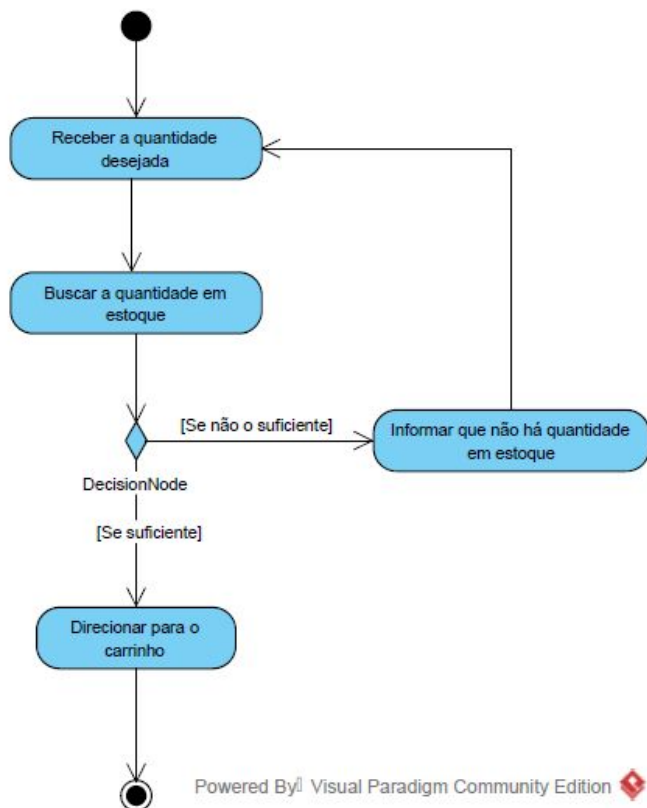 Receber a quantidade
desejada
Buscar a quantidade em
estoque
[Se não o suficiente]
Informar que não há quantidade
em estoque
DecisionNode
[Se suficiente]
Direcionar para o
carrinho
Powered By Visual Paradigm Community Edition